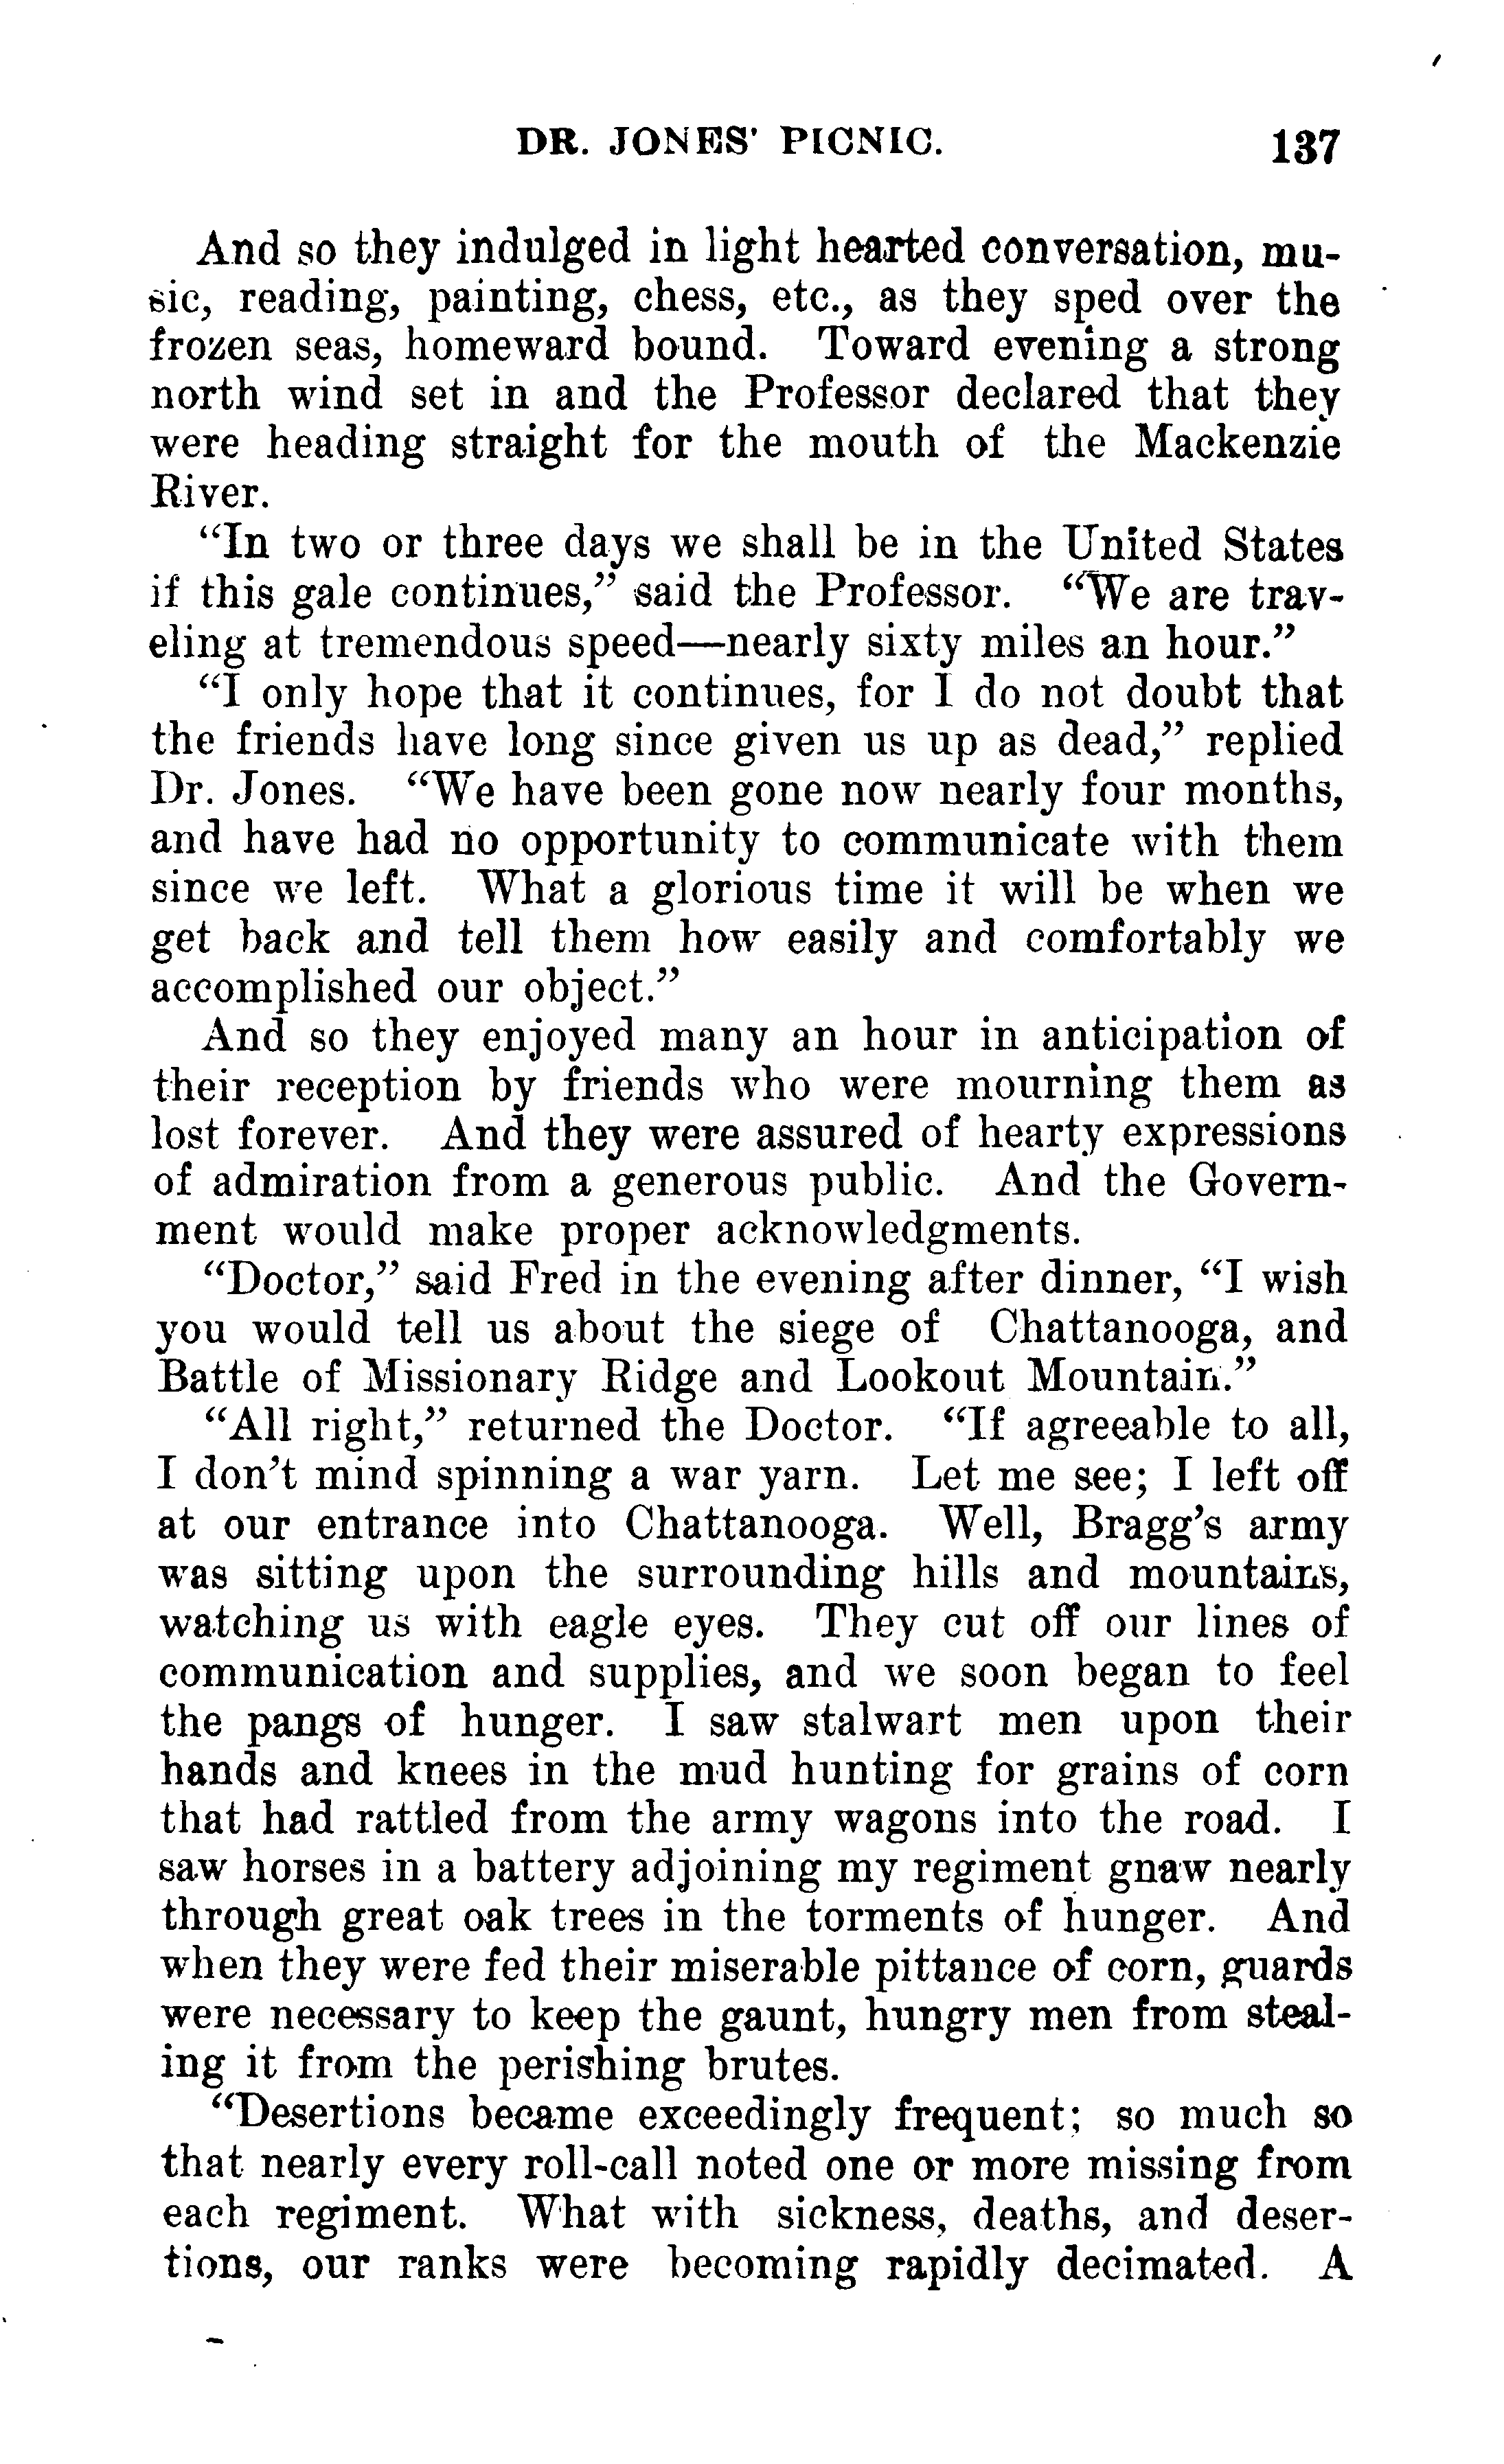 DR. JONES' PICNIC. 137
And so they indulged in light hearted conversation, mu-
sic, reading, painting, chess, etc., as they sped over the
frozen seas, homeward bound. Toward evening a strong
north wind set in and the Professor declared that they
were heading straight for the mouth of the Mackenzie
River.
"In two or three days we shall be in the United States
if this gale continues," said the Professor. "We are trav-
eling at tremendous speed—nearly sixty miles an hour."
"I only hope that it continues, for I do not doubt that
the friends have long since given us up as dead," replied
Dr. Jones. "We have been gone now nearly four months,
and have had no opportunity to communicate with them
since we left. What a glorious time it will be when we
get back and tell them how easily and comfortably we
accomplished our object."
And so they enjoyed many an hour in anticipation of
their reception by friends who were mourning them as
lost forever. And they were assured of hearty expressions
of admiration from a generous public. And the Govern-
ment would make proper acknowledgments.
"Doctor," said Fred in the evening after dinner, "I wish
you would tell us about the siege of Chattanooga, and
Battle of Missionary Ridge and Lookout Mountain."
"All right," returned the Doctor. "If agreeable to all,
I don't mind spinning a war yarn. Let me see; I left off
at our entrance into Chattanooga. Well, Bragg's army
was sitting upon the surrounding hills and mountains,
watching us with eagle eyes. They cut off our lines of
communication and supplies, and we soon began to feel
the pangs of hunger. I saw stalwart men upon their
hands and knees in the mud hunting for grains of corn
that had rattled from the army wagons into the road. I
saw horses in a battery adjoining my regiment gnaw nearly
through great oak trees in the torments of hunger. And
when they were fed their miserable pittance of corn, guards
were necessary to keep the gaunt, hungry men from steal-
ing it from the perishing brutes.
"Desertions became exceedingly frequent; so much so
that nearly every roll-call noted one or more missing from
each regiment. What with sickness, deaths, and deser-
tions, our ranks were becoming rapidly decimated. A